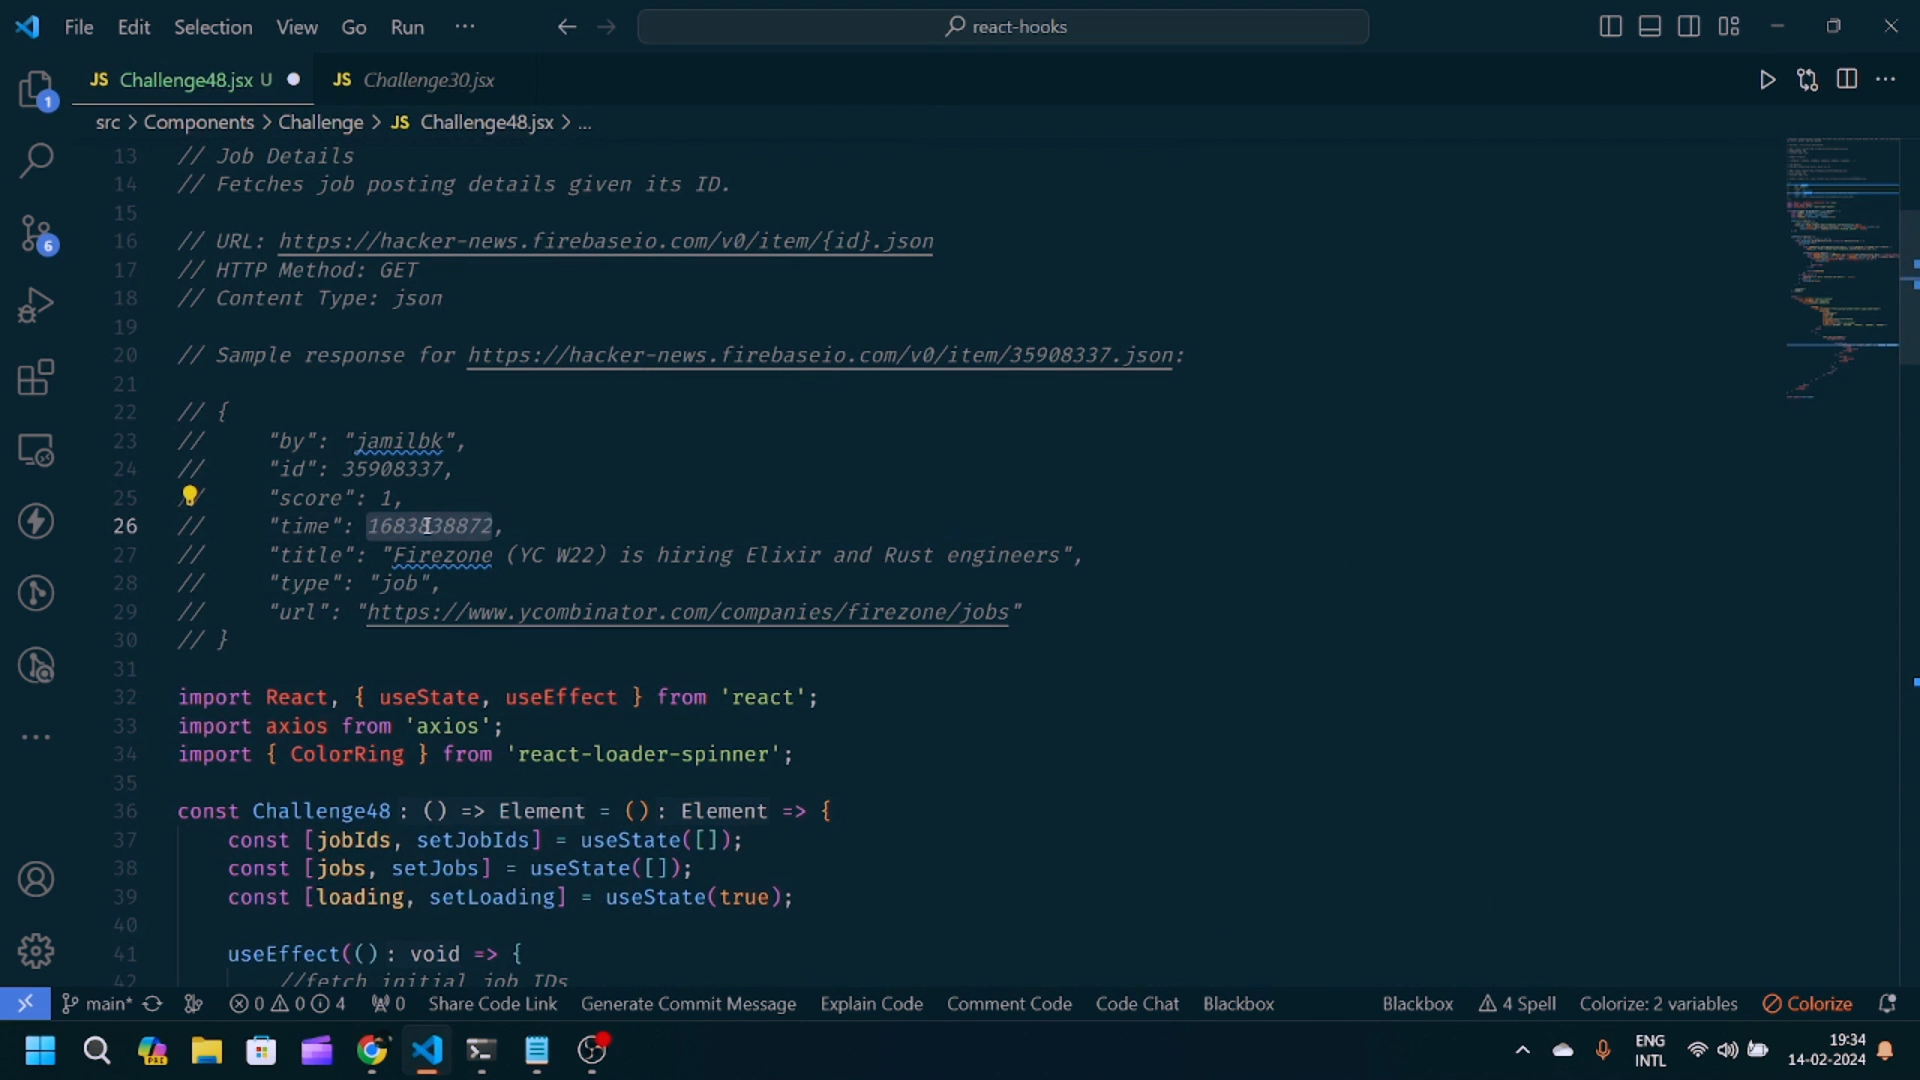 File Edit Selection View Go Run ··· react-hooks
JS Challenge48.jsx U JS Challenge30.jsx
src > Components > Challenge > JS Challenge48.jsx > ...
13 // Job Details
14 // Fetches job posting details given its ID.
15
16 // URL: https://hacker-news.firebaseio.com/v0/item/{id}.json
17 // HTTP Method: GET
18 // Content Type: json
19
20 // Sample response for https://hacker-news.firebaseio.com/v0/item/35908337.json:
21
22 // {
23 // "by": "jamilbk",
24 // "id": 35908337,
25 // "score": 1,
26 // "time": 1683838872,
27 // "title": "Firezone (YC W22) is hiring Elixir and Rust engineers",
28 // "type": "job",
29 // "url": "https://www.ycombinator.com/companies/firezone/jobs"
30 // }
31
32 import React, { useState, useEffect } from 'react';
33 import axios from 'axios';
34 import { ColorRing } from 'react-loader-spinner';
35
36 const Challenge48: () => Element = (): Element => {
37 const [jobIds, setJobIds] = useState([]);
38 const [jobs, setJobs] = useState([]);
39 const [loading, setLoading] = useState(true);
40
41 useEffect((): void => {
42 //fetch initial job IDs
1
6
main* 0 0 4 0 Share Code Link Generate Commit Message Explain Code Comment Code Code Chat Blackbox Blackbox 4 Spell Colorize: 2 variables Colorize
ENG 19:34
INTL 14-02-2024